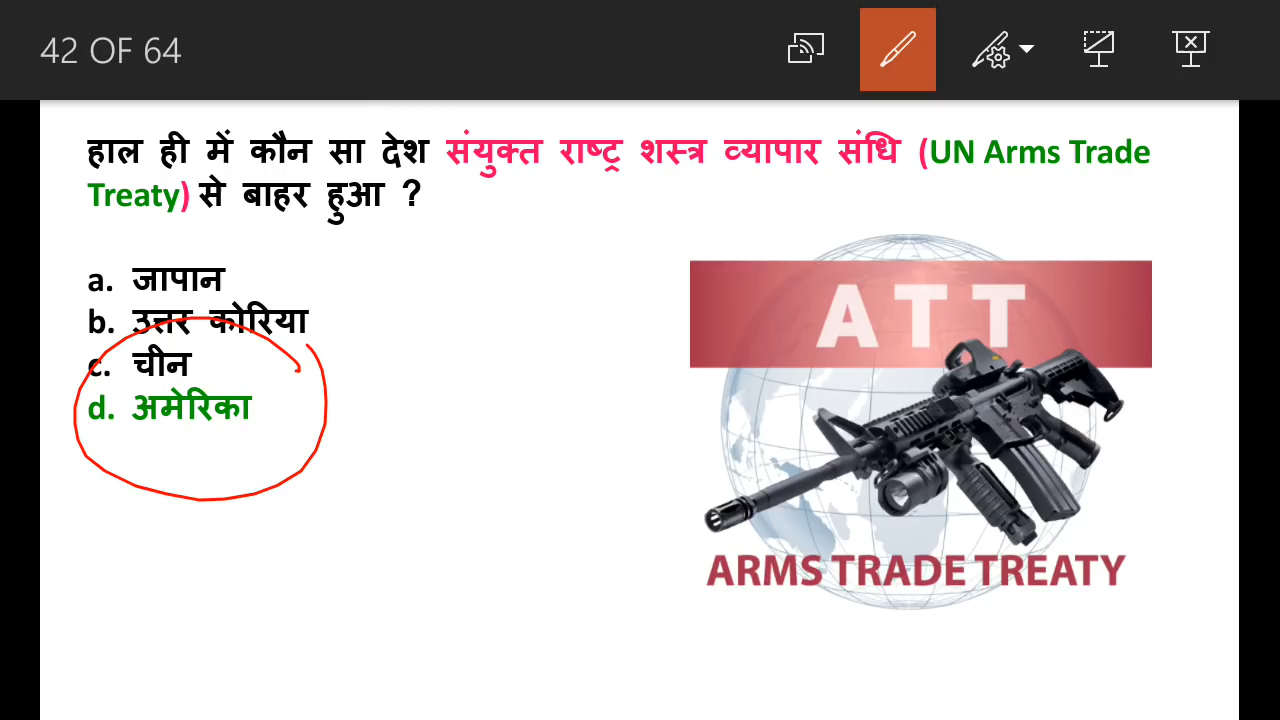 42 OF 64
हाल ही में कौन सा देश संयुक्त राष्ट्र शस्त्र व्यापार संधि (UN Arms Trade
Treaty) से बाहर हुआ ?
a. जापान
b. उत्तर कोरिया
c. चीन
d. अमेरिका
ATT
ARMS TRADE TREATY